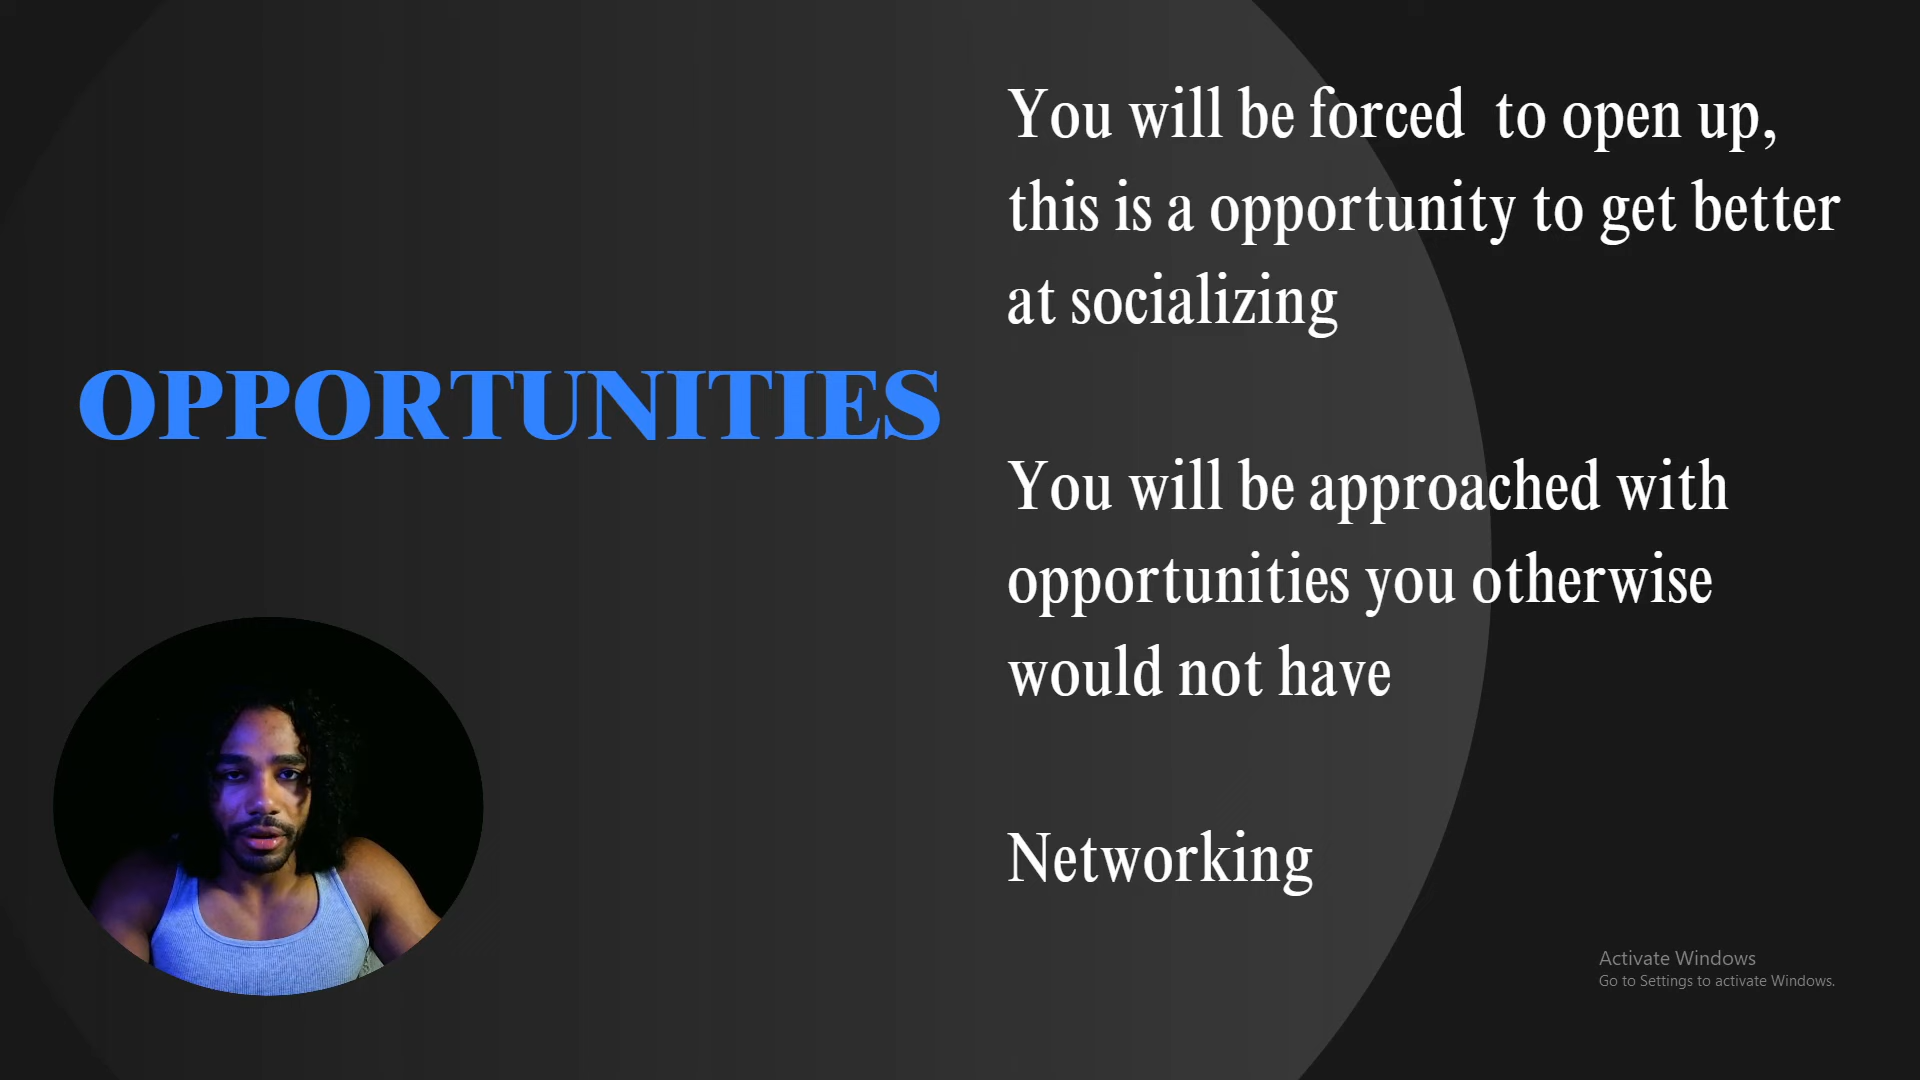 OPPORTUNITIES
You will be forced  to open up,
this is a opportunity to get better
at socializing
You will be approached with
opportunities you otherwise
would not have
Networking
Activate Windows
Go to Settings to activate Windows.